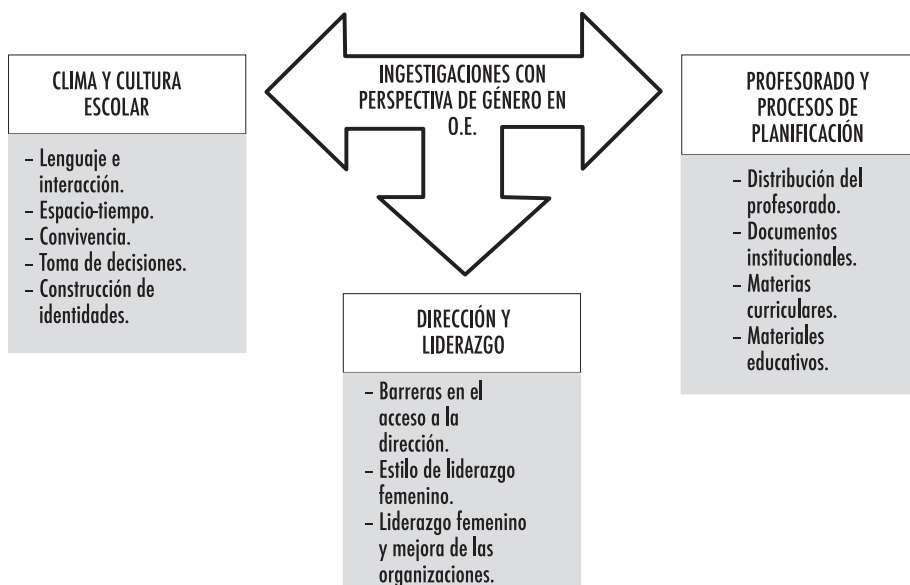 INGESTIGACIONES CON
PERSPECTIVA DE GÉNERO EN
O.E.
CLIMA Y CULTURA
ESCOLAR
– Lenguaje e
interacción.
– Espacio-tiempo.
– Convivencia.
– Toma de decisiones.
– Construcción de
identidades.
DIRECCIÓN Y
LIDERAZGO
– Barreras en el
acceso a la
dirección.
– Estilo de liderazgo
femenino.
– Liderazgo femenino
y mejora de las
organizaciones.
PROFESORADO Y
PROCESOS DE
PLANIFICACIÓN
– Distribución del
profesorado.
– Documentos
institucionales.
– Materias
curriculares.
– Materiales
educativos.